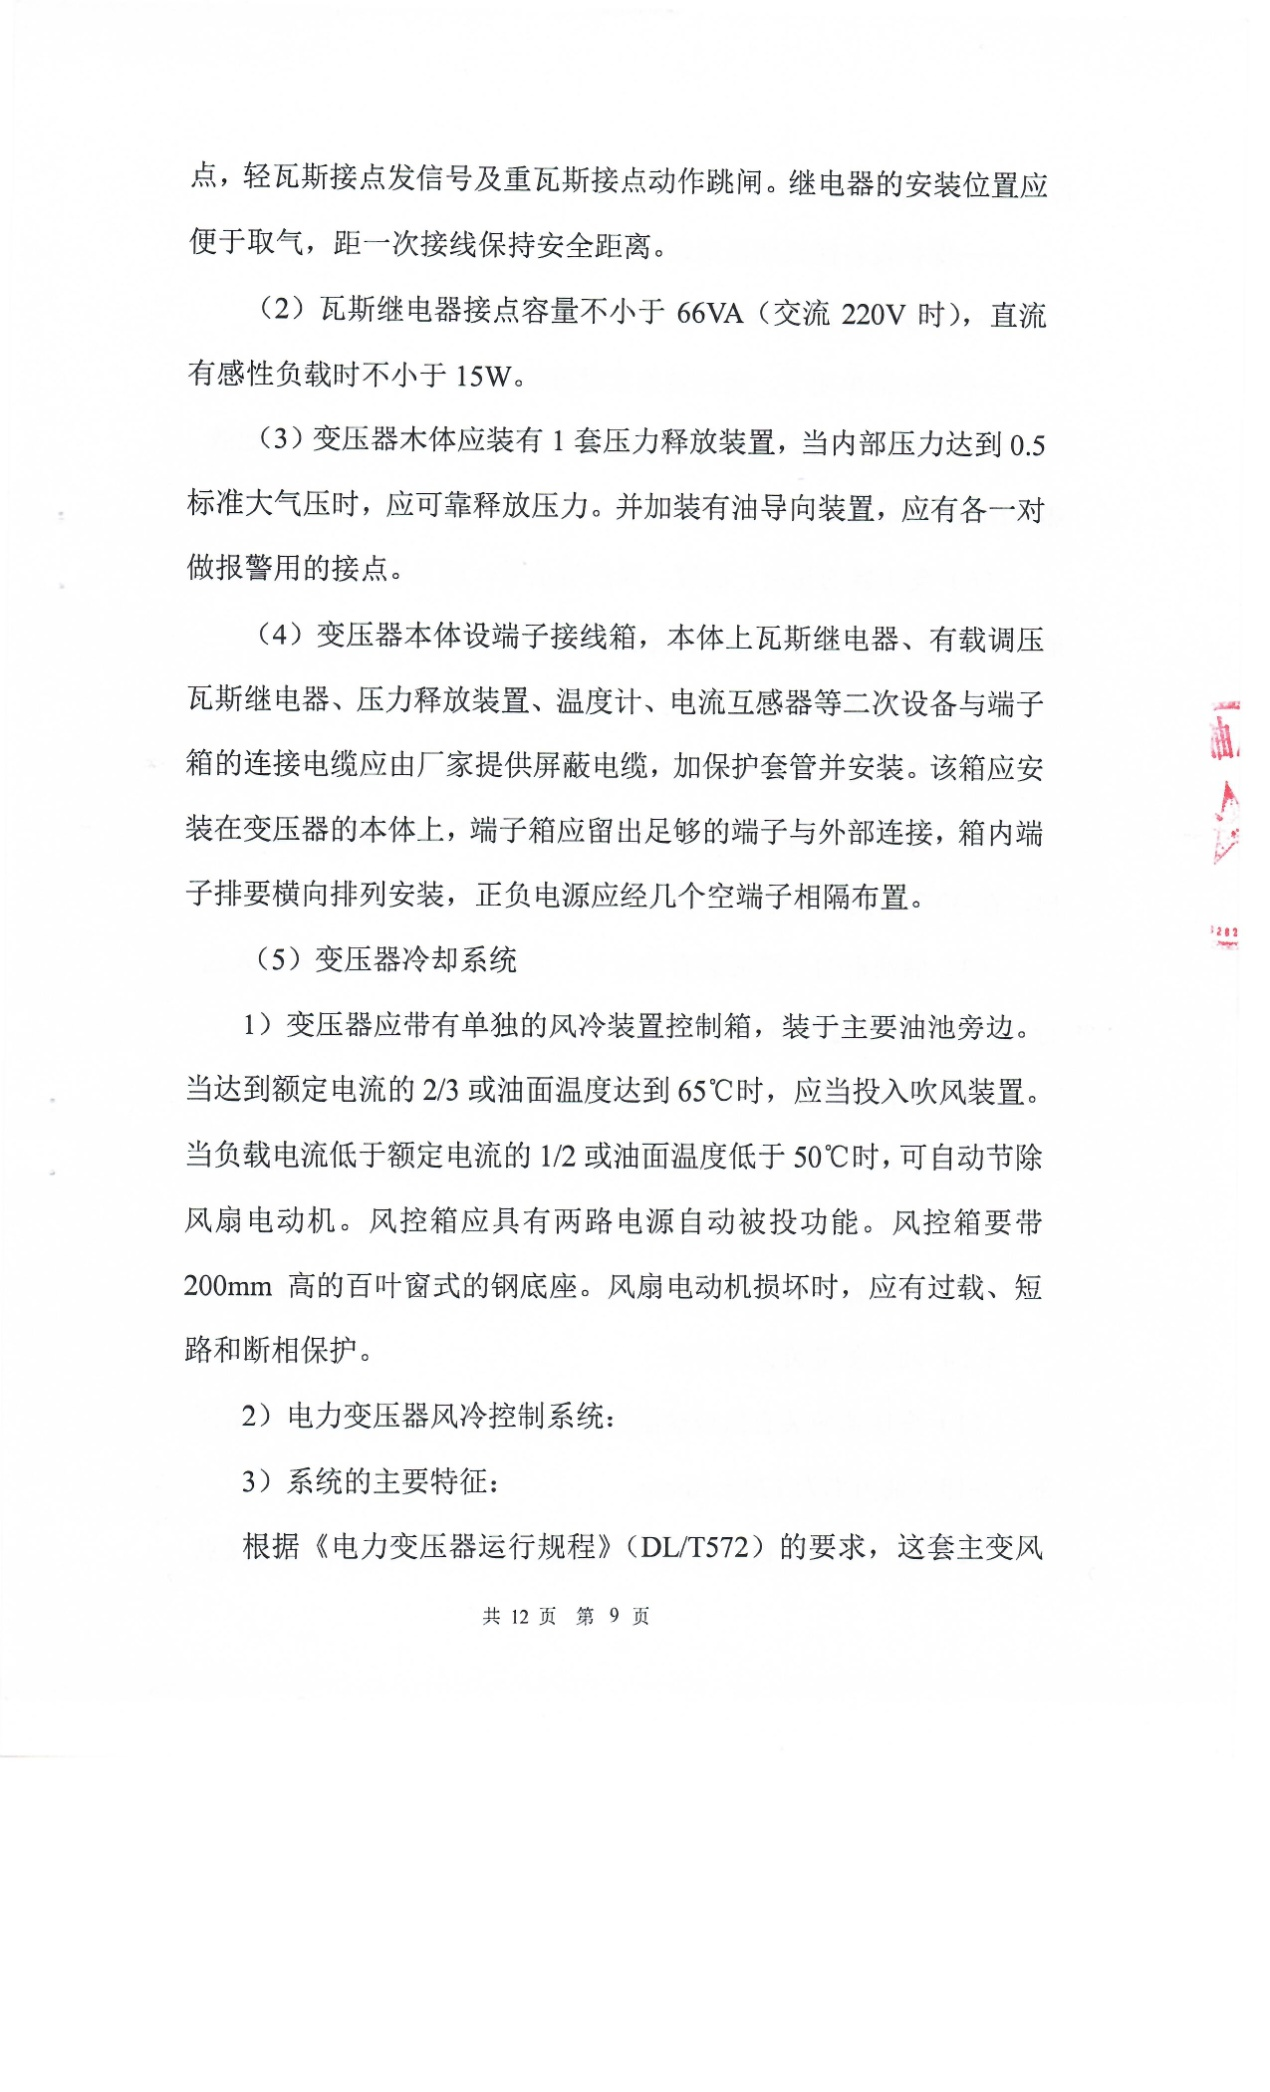 点，轻瓦斯接点发信号及重瓦斯接点动作跳闸。继电器的安装位置应
便于取气，距一次接线保持安全距离。
（2）瓦斯继电器接点容量不小于 66VA（交流 220V 时），直流
有感性负载时不小于 15W。
（3）变压器木体应装有 1 套压力释放装置，当内部压力达到 0.5
标准大气压时，应可靠释放压力。并加装有油导向装置，应有各一对
做报警用的接点。
（4）变压器本体设端子接线箱，本体上瓦斯继电器、有载调压
瓦斯继电器、压力释放装置、温度计、电流互感器等二次设备与端子
箱的连接电缆应由厂家提供屏蔽电缆，加保护套管并安装。该箱应安
装在变压器的本体上，端子箱应留出足够的端子与外部连接，箱内端
子排要横向排列安装，正负电源应经几个空端子相隔布置。
（5）变压器冷却系统
1）变压器应带有单独的风冷装置控制箱，装于主要油池旁边。
当达到额定电流的 2/3 或油面温度达到 65℃时，应当投入吹风装置。
当负载电流低于额定电流的 1/2 或油面温度低于 50℃时，可自动节除
风扇电动机。风控箱应具有两路电源自动被投功能。风控箱要带
200mm 高的百叶窗式的钢底座。风扇电动机损坏时，应有过载、短
路和断相保护。
2）电力变压器风冷控制系统：
3）系统的主要特征：
根据《电力变压器运行规程》（DL/T572）的要求，这套主变风
共 12 页 第 9 页
油